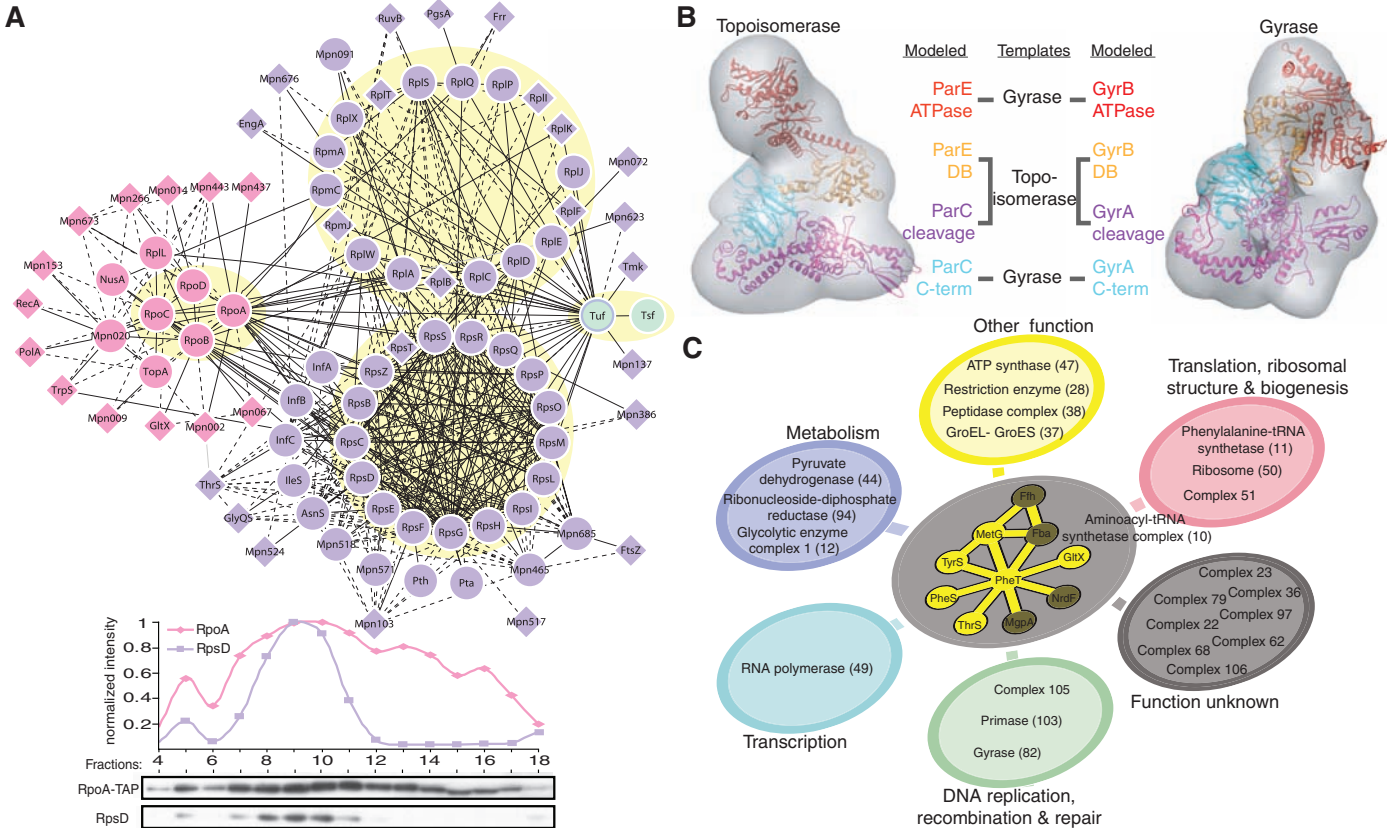 A
RuvB
PgsA
Frr
Mpn091
Mpn676
RplT
RplS
RplQ
RplP
RplI
EngA
RplX
RplK
RpmA
RplJ
Mpn072
RpmC
RplF
Mpn623
RpmJ
RplE
RplW
RplD
RplA
RplB
RplC
Tmk
Mpn014
Mpn443
Mpn437
Mpn266
Mpn673
RplL
Mpn153
NusA
RpoD
RecA
RpoC
RpoA
Mpn020
RpoB
PolA
TopA
TrpS
Mpn009
GltX
Mpn002
Mpn067
Tuf
Tsf
Mpn137
Mpn386
RpsT
RpsS
RpsR
RpsQ
InfA
RpsZ
RpsP
InfB
RpsB
RpsO
InfC
RpsC
RpsM
IleS
RpsD
RpsL
ThrS
AsnS
RpsE
RpsF
RpsG
RpsH
RpsI
GlyQS
Mpn518
Mpn685
Mpn524
Mpn571
Pth
Pta
Mpn465
FtsZ
Mpn103
Mpn517
RpoA
RpsD
normalized intensity
1
0.8
0.6
0.4
0.2
Fractions:
4 6 8 10 12 14 16 18
RpoA-TAP
RpsD
B
Topoisomerase
Gyrase
Modeled Templates Modeled
ParE
ATPase
Gyrase
GyrB
ATPase
ParE
DB
Topo-
isomerase
GyrB
DB
ParC
cleavage
GyrA
cleavage
ParC
C-term
Gyrase
GyrA
C-term
C
Other function
ATP synthase (47)
Restriction enzyme (28)
Peptidase complex (38)
GroEL- GroES (37)
Translation, ribosomal
structure & biogenesis
Phenylalanine-tRNA
synthetase (11)
Ribosome (50)
Complex 51
Aminoacyl-tRNA
synthetase complex (10)
Metabolism
Pyruvate
dehydrogenase (44)
Ribonucleoside-diphosphate
reductase (94)
Glycolytic enzyme
complex 1 (12)
Ffh
MetG
Fba
TyrS
GltX
PheT
PheS
NrdF
ThrS
MgpA
Complex 23
Complex 36
Complex 79
Complex 97
Complex 22
Complex 62
Complex 68
Complex 106
Function unknown
RNA polymerase (49)
Transcription
Complex 105
Primase (103)
Gyrase (82)
DNA replication,
recombination & repair